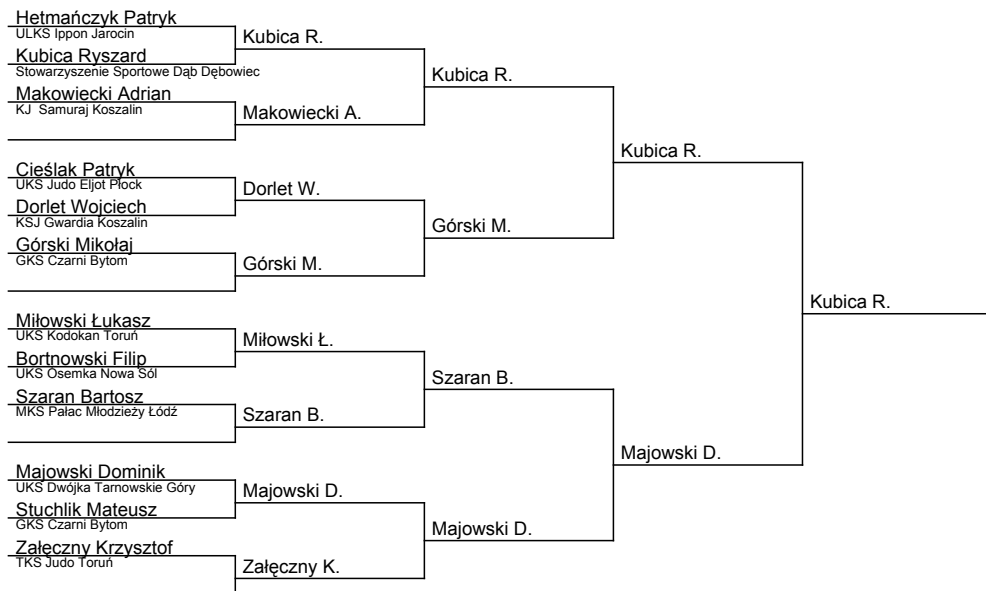 Hetmańczyk Patryk
ULKS Ippon Jarocin
Kubica R.
Kubica Ryszard
Stowarzyszenie Sportowe Dąb Dębowiec
Kubica R.
Makowiecki Adrian
KJ Samuraj Koszalin
Makowiecki A.
Kubica R.
Cieślak Patryk
UKS Judo Eljot Płock
Dorlet W.
Dorlet Wojciech
KSJ Gwardia Koszalin
Górski M.
Górski Mikołaj
GKS Czarni Bytom
Górski M.
Kubica R.
Miłowski Łukasz
UKS Kodokan Toruń
Miłowski Ł.
Bortnowski Filip
UKS Osemka Nowa Sól
Szaran B.
Szaran Bartosz
MKS Pałac Młodzieży Łódź
Szaran B.
Majowski D.
Majowski Dominik
UKS Dwójka Tarnowskie Góry
Majowski D.
Stuchlik Mateusz
GKS Czarni Bytom
Majowski D.
Załęczny Krzysztof
TKS Judo Toruń
Załęczny K.